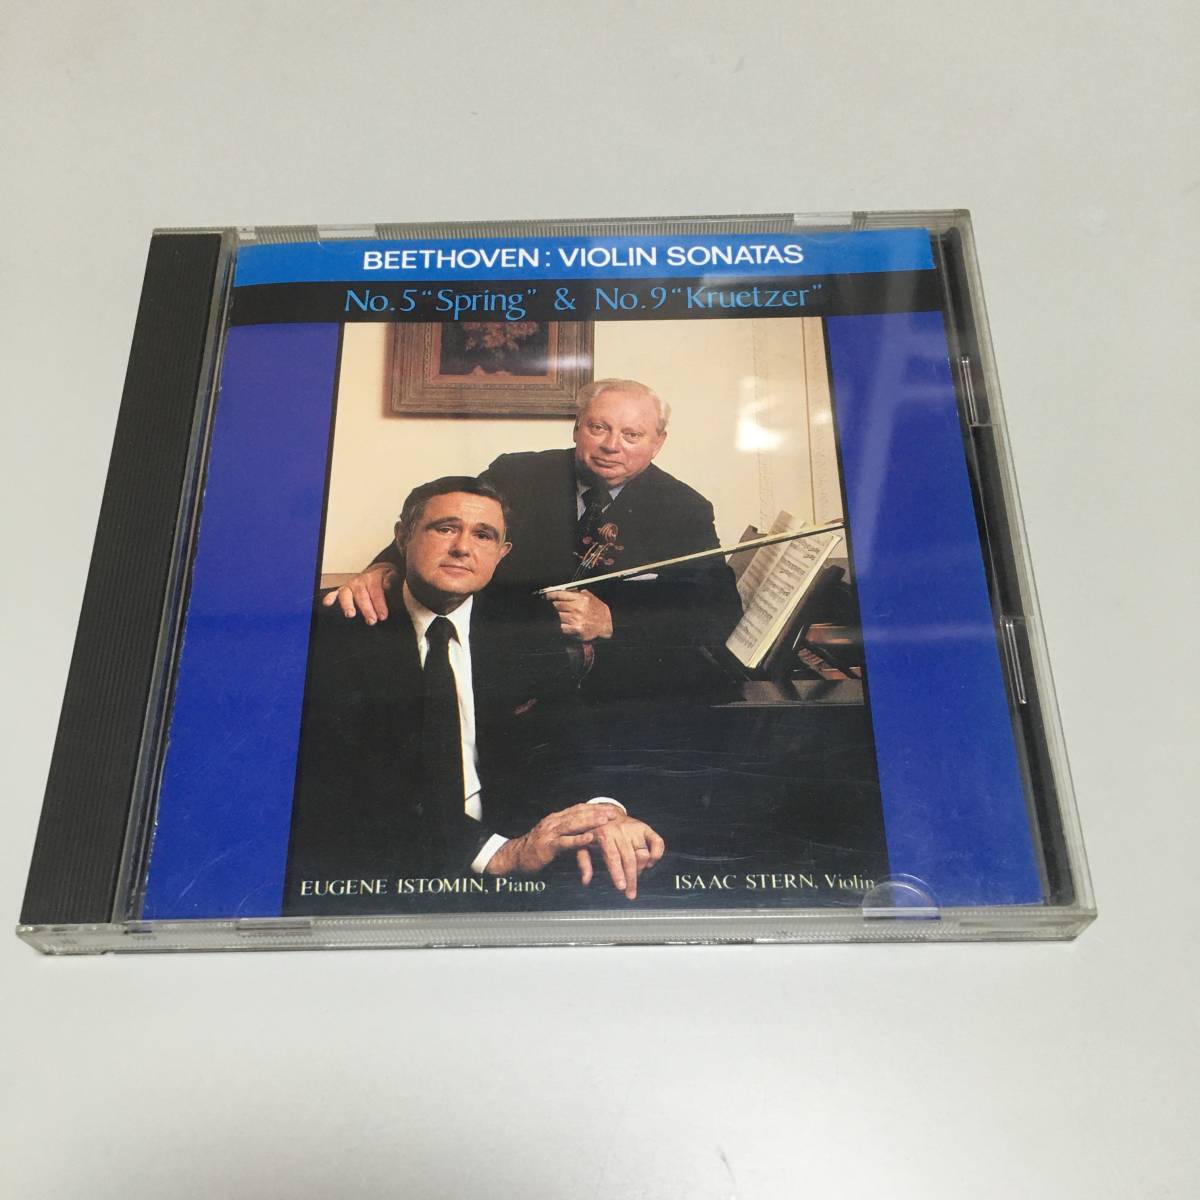 BEETHOVEN: VIOLIN SONATAS
No.5 “Spring” & No.9 “Kruetzer”
EUGENE ISTOMIN, Piano
ISAAC STERN, Violin